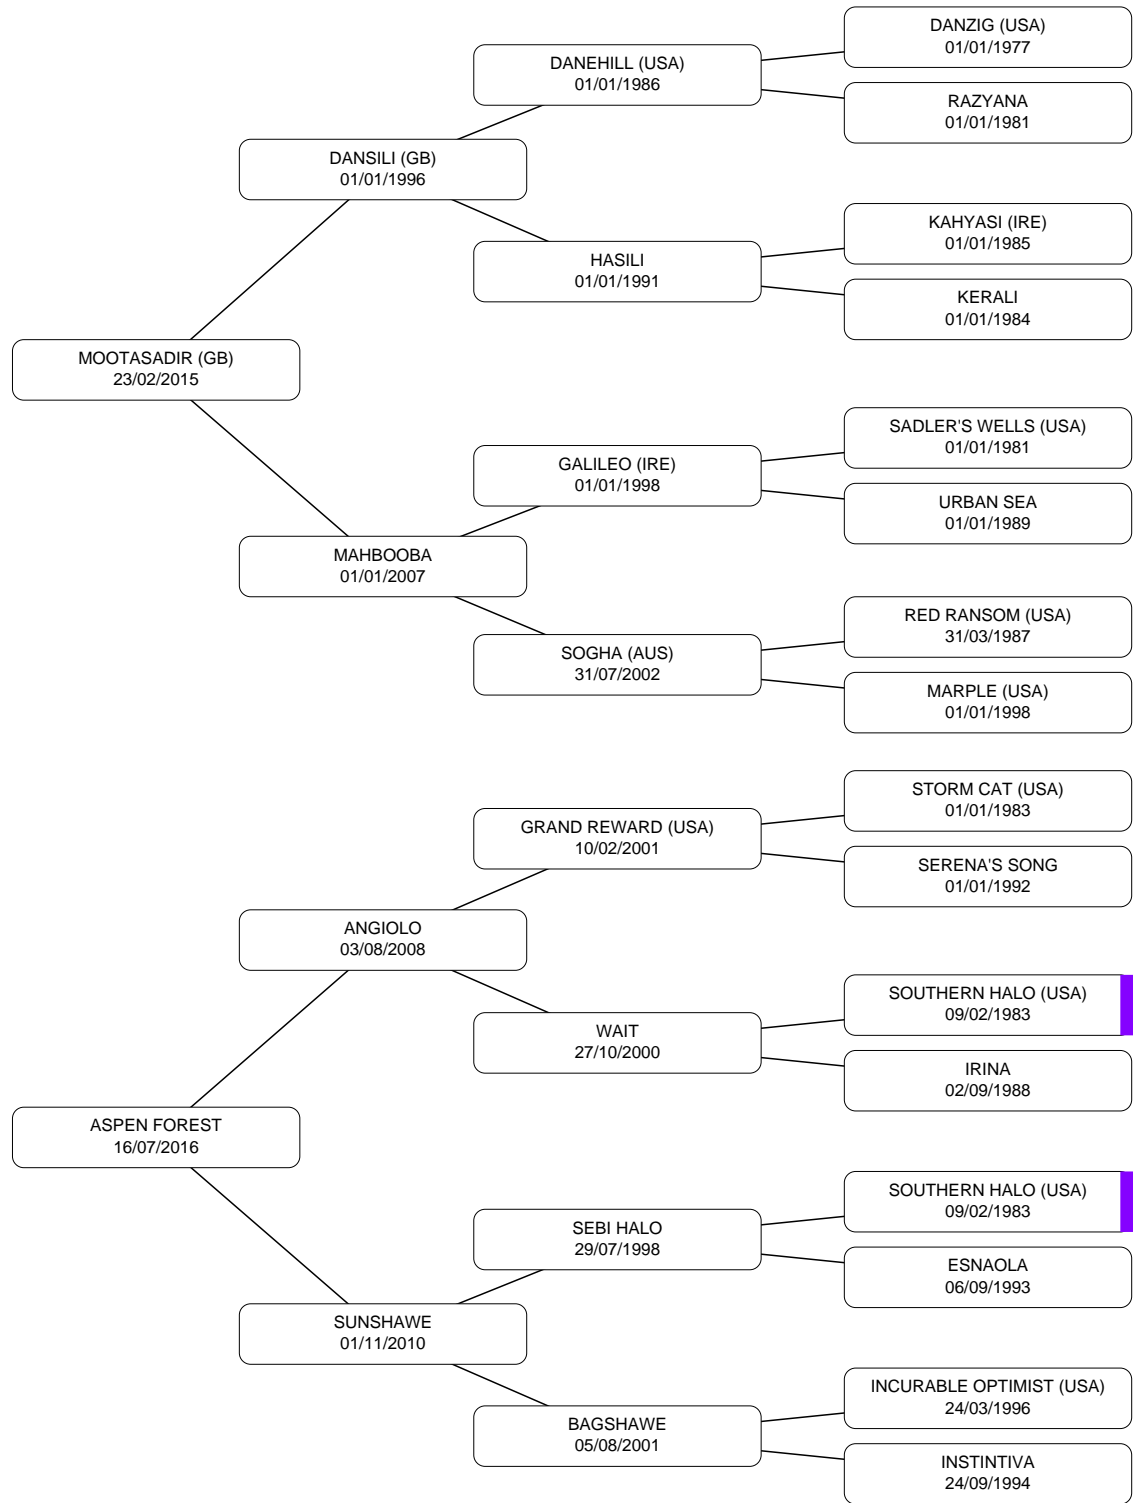 DANZIG (USA)
01/01/1977
DANEHILL (USA)
01/01/1986
RAZYANA
01/01/1981
DANSILI (GB)
01/01/1996
KAHYASI (IRE)
01/01/1985
HASILI
01/01/1991
KERALI
01/01/1984
MOOTASADIR (GB)
23/02/2015
SADLER'S WELLS (USA)
01/01/1981
GALILEO (IRE)
01/01/1998
URBAN SEA
01/01/1989
MAHBOOBA
01/01/2007
RED RANSOM (USA)
31/03/1987
SOGHA (AUS)
31/07/2002
MARPLE (USA)
01/01/1998
STORM CAT (USA)
01/01/1983
GRAND REWARD (USA)
10/02/2001
SERENA'S SONG
01/01/1992
ANGIOLO
03/08/2008
SOUTHERN HALO (USA)
09/02/1983
WAIT
27/10/2000
IRINA
02/09/1988
ASPEN FOREST
16/07/2016
SOUTHERN HALO (USA)
09/02/1983
SEBI HALO
29/07/1998
ESNAOLA
06/09/1993
SUNSHAWE
01/11/2010
INCURABLE OPTIMIST (USA)
24/03/1996
BAGSHAWE
05/08/2001
INSTINTIVA
24/09/1994